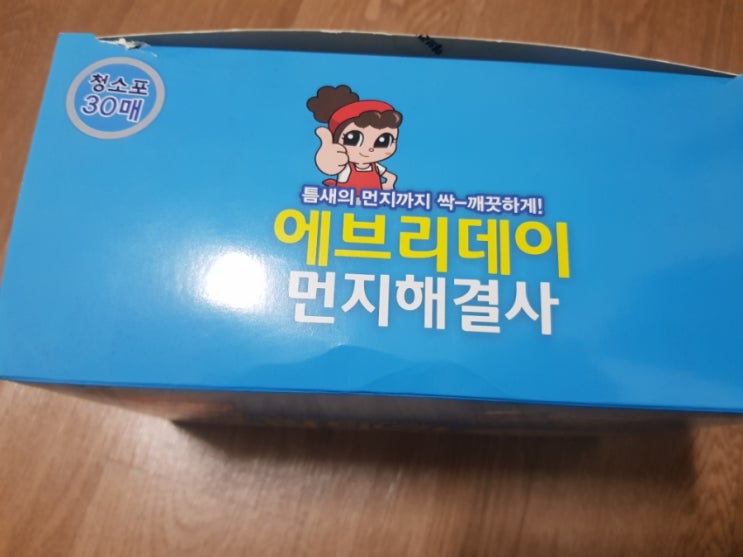 청소포
30매
틈새의 먼지까지 싹-깨끗하게!
에브리데이
먼지해결사